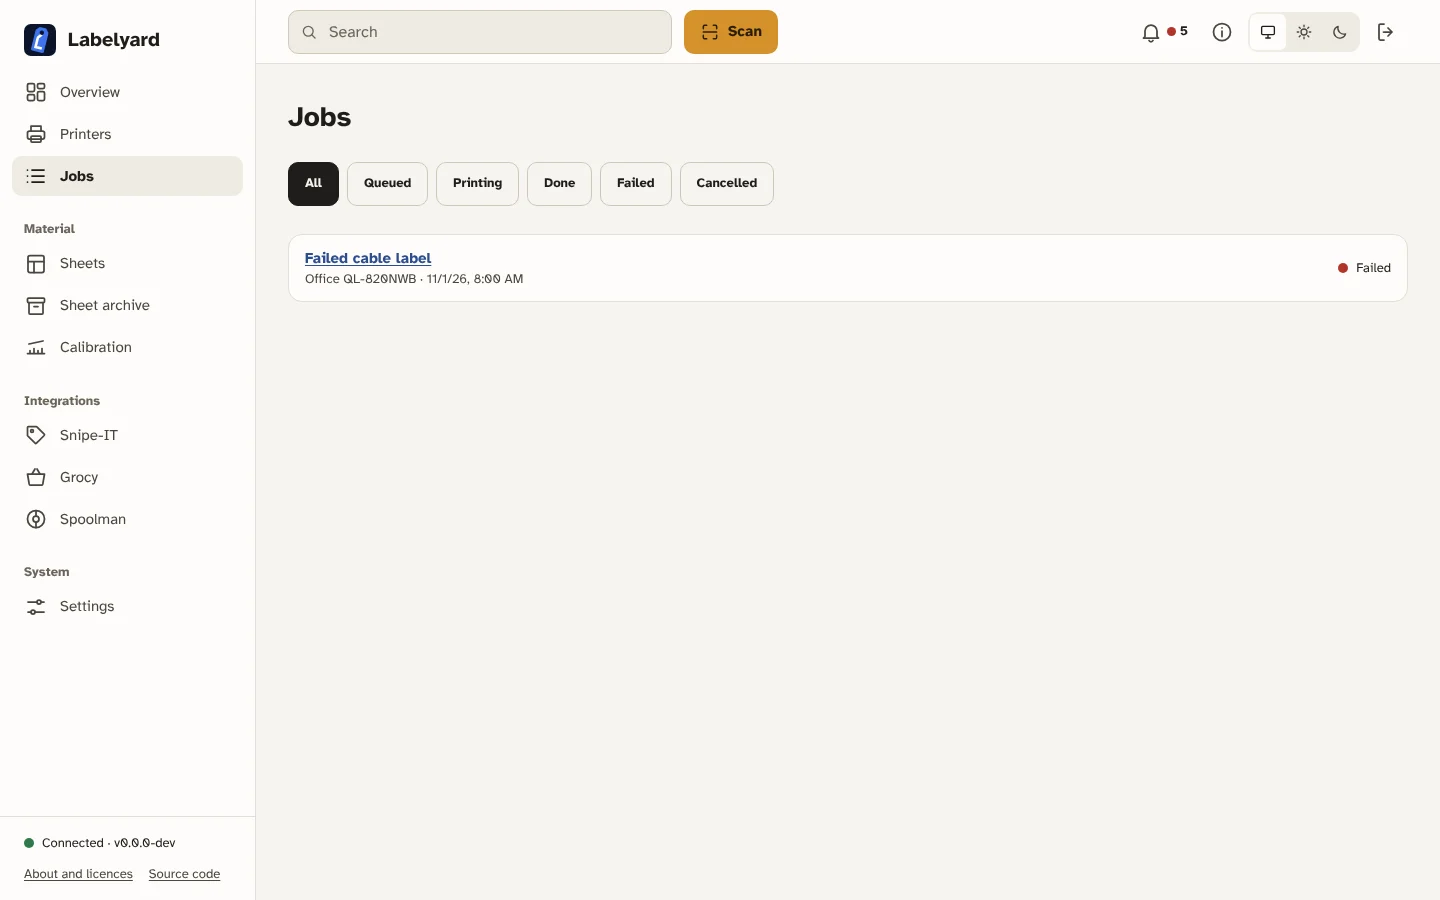 Labelyard
Search
Scan
5
Overview
Printers
Jobs
Material
Sheets
Sheet archive
Calibration
Integrations
Snipe-IT
Grocy
Spoolman
System
Settings
Connected · v0.0.0-dev
About and licences
Source code
Jobs
All
Queued
Printing
Done
Failed
Cancelled
Failed cable label
Office QL-820NWB · 11/1/26, 8:00 AM
Failed